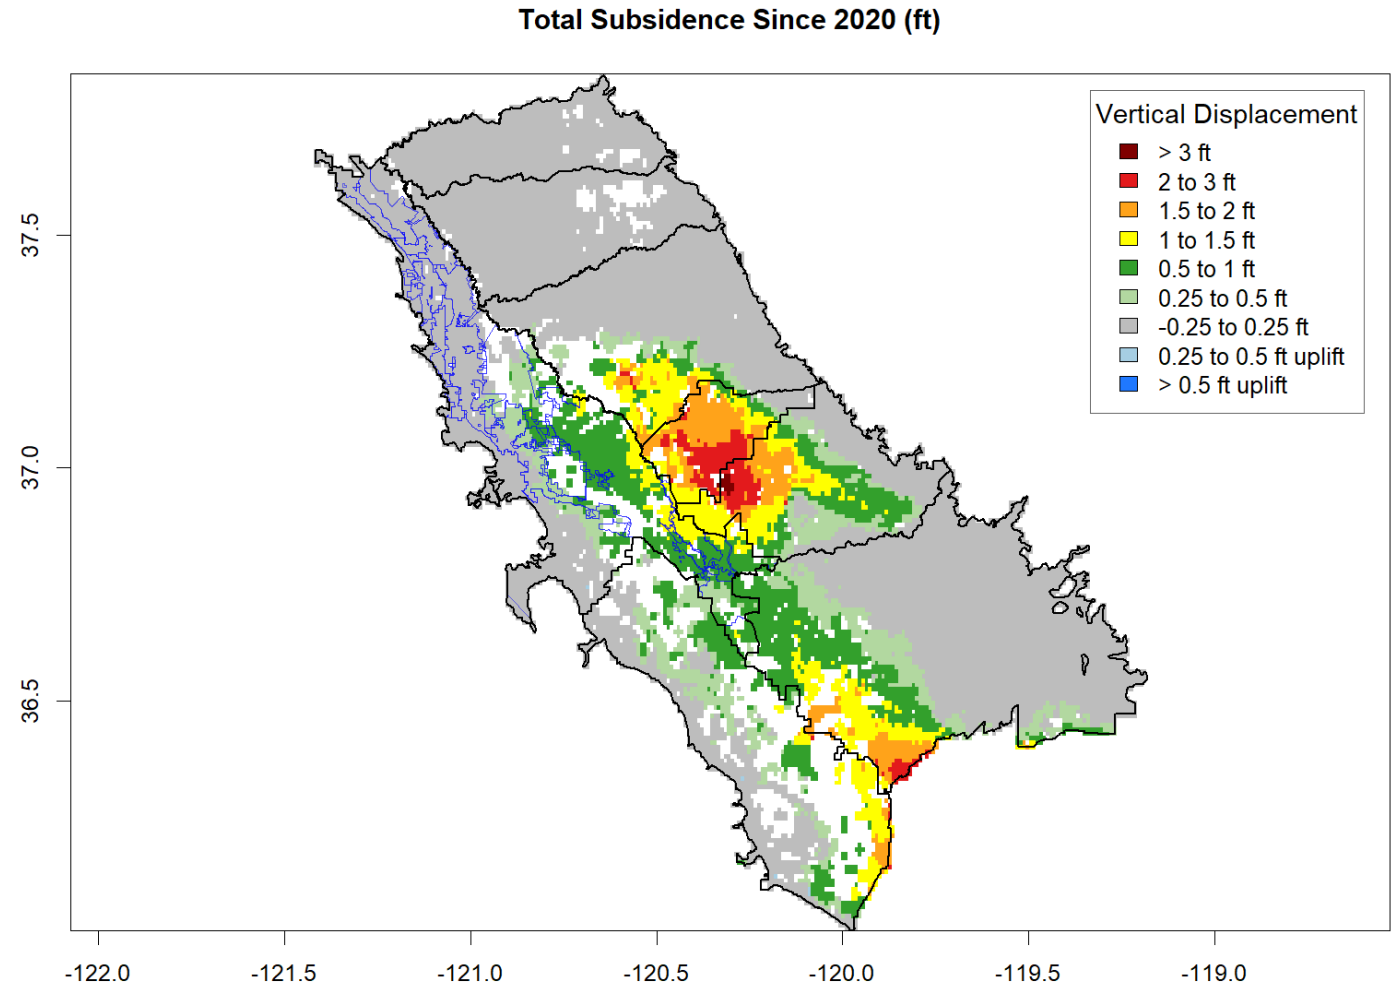 Total Subsidence Since 2020 (ft)
Vertical Displacement
> 3 ft
2 to 3 ft
1.5 to 2 ft
1 to 1.5 ft
0.5 to 1 ft
0.25 to 0.5 ft
-0.25 to 0.25 ft
0.25 to 0.5 ft uplift
> 0.5 ft uplift
37.5
37.0
36.5
-122.0
-121.5
-121.0
-120.5
-120.0
-119.5
-119.0